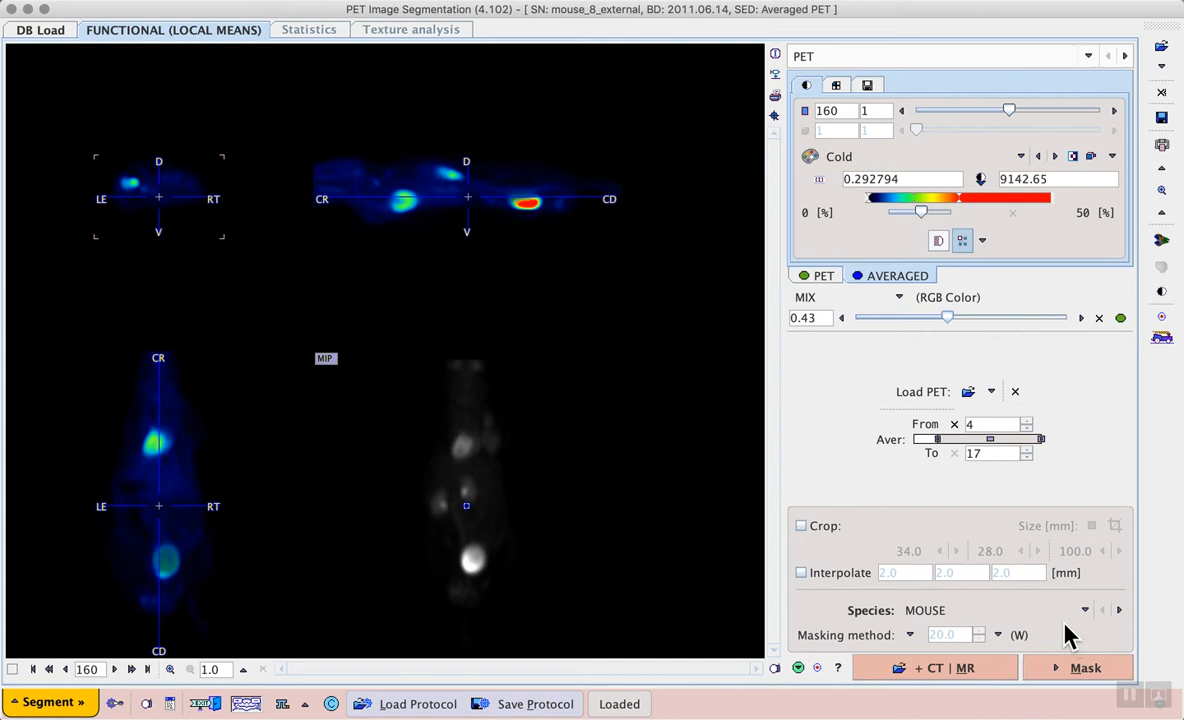 PET Image Segmentation (4.102) - [ SN: mouse_8_external, BD: 2011.06.14, SED: Averaged PET ]
DB Load FUNCTIONAL (LOCAL MEANS) Statistics Texture analysis
PET
160 1
1 1
Cold
0.292794 9142.65
0 [%] 50 [%]
PET AVERAGED
MIX (RGB Color)
0.43
Load PET:
From 4
Aver:
To 17
Crop: Size [mm]:
34.0 28.0 100.0
Interpolate 2.0 2.0 2.0 [mm]
Species: MOUSE
Masking method: 20.0 (W)
+ CT | MR Mask
D D
LE RT CR CD
V V
CR MIP
LE RT
CD
160 1.0 ?
Segment » Load Protocol Save Protocol Loaded